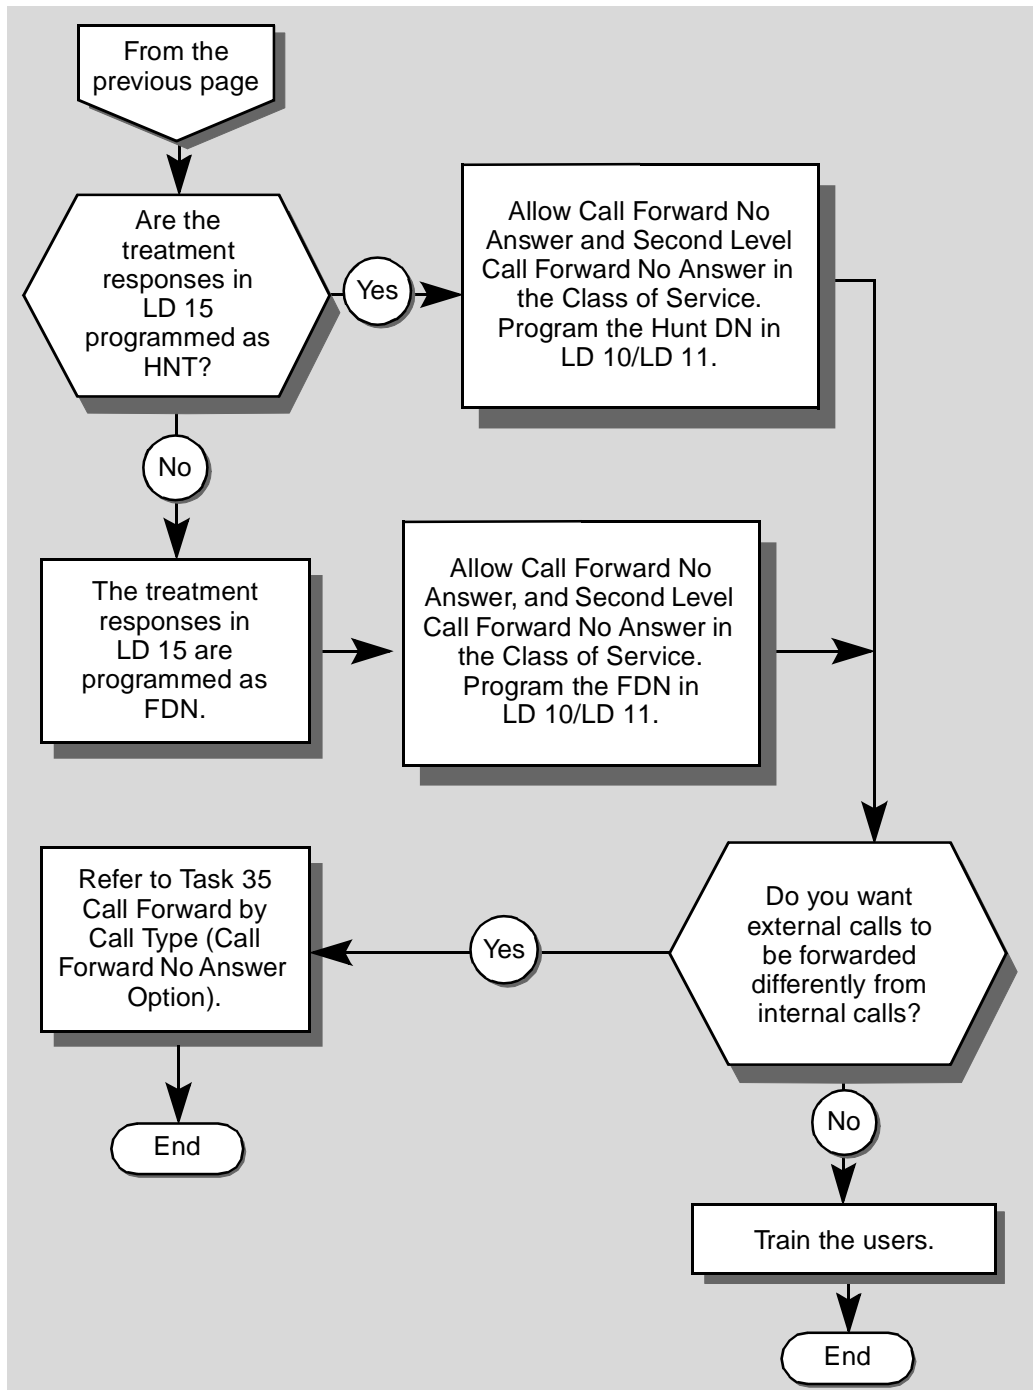 From the
previous page
Are the
treatment
responses in
LD 15
programmed as
HNT?
Yes
Allow Call Forward No
Answer and Second Level
Call Forward No Answer in
the Class of Service.
Program the Hunt DN in
LD 10/LD 11.
No
The treatment
responses in
LD 15 are
programmed as
FDN.
Allow Call Forward No
Answer, and Second Level
Call Forward No Answer in
the Class of Service.
Program the FDN in
LD 10/LD 11.
Do you want
external calls to
be forwarded
differently from
internal calls?
Yes
Refer to Task 35
Call Forward by
Call Type (Call
Forward No Answer
Option).
End
No
Train the users.
End